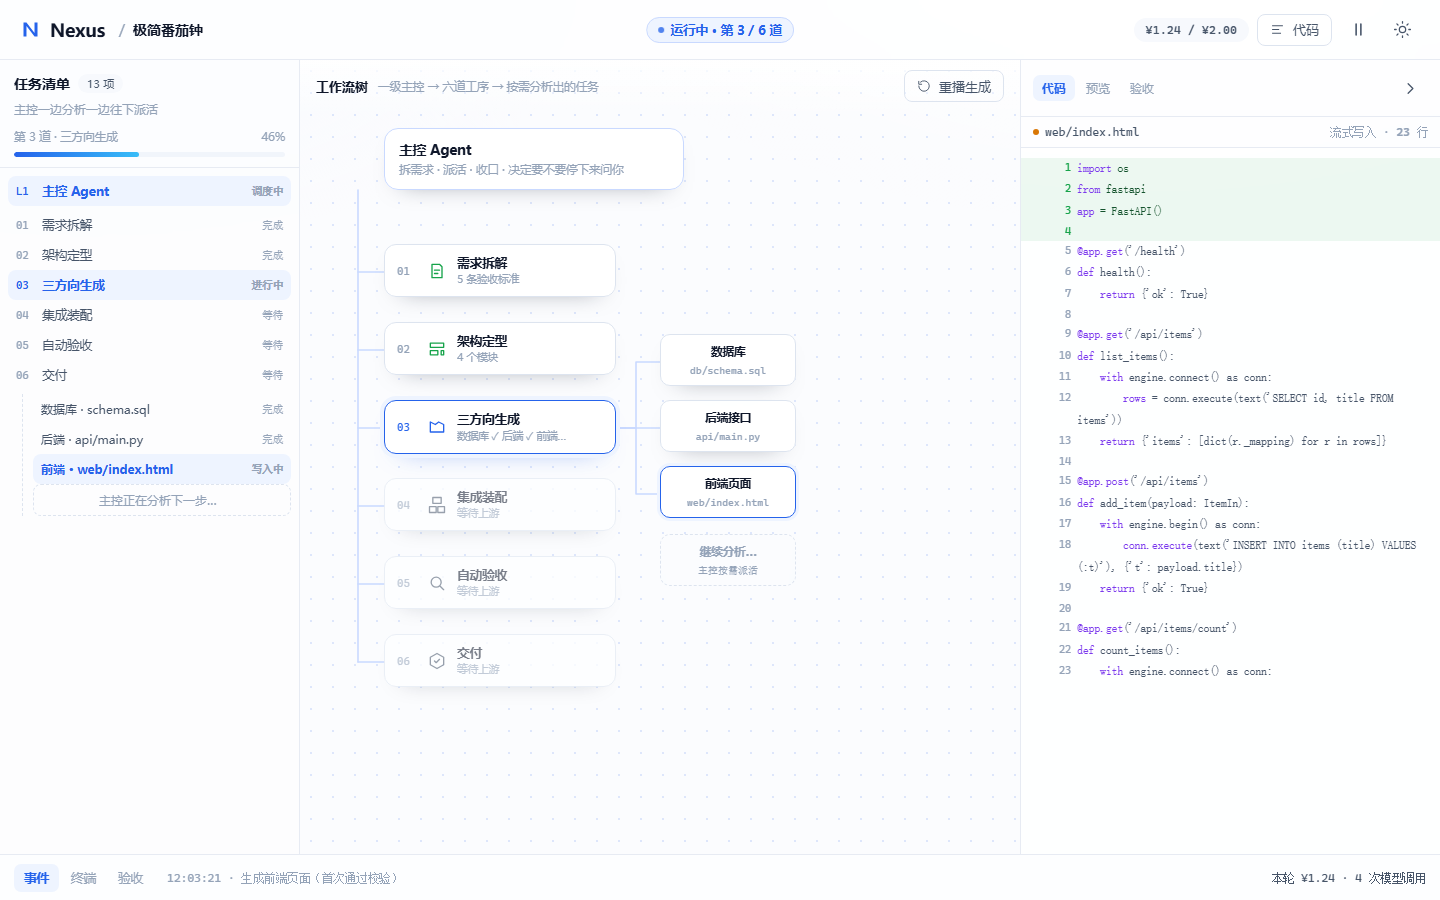 Nexus / 极简番茄钟
运行中 • 第 3 / 6 道
¥1.24 / ¥2.00
代码
任务清单 13 项
主控一边分析一边往下派活
第 3 道 · 三方向生成 46%
L1 主控 Agent 调度中
01 需求拆解 完成
02 架构定型 完成
03 三方向生成 进行中
04 集成装配 等待
05 自动验收 等待
06 交付 等待
数据库 · schema.sql 完成
后端 · api/main.py 完成
前端 • web/index.html 写入中
主控正在分析下一步...
工作流树 一级主控 → 六道工序 → 按需分析出的任务
重播生成
主控 Agent
拆需求 · 派活 · 收口 · 决定要不要停下来问你
01 需求拆解
5 条验收标准
02 架构定型
4 个模块
03 三方向生成
数据库 ✓ 后端 ✓ 前端...
04 集成装配
等待上游
05 自动验收
等待上游
06 交付
等待上游
数据库
db/schema.sql
后端接口
api/main.py
前端页面
web/index.html
继续分析...
主控按需派活
代码 预览 验收
web/index.html 流式写入 · 23 行
1 import os
2 from fastapi
3 app = FastAPI()
4
5 @app.get('/health')
6 def health():
7 return {'ok': True}
8
9 @app.get('/api/items')
10 def list_items():
11 with engine.connect() as conn:
12 rows = conn.execute(text('SELECT id, title FROM
items'))
13 return {'items': [dict(r._mapping) for r in rows]}
14
15 @app.post('/api/items')
16 def add_item(payload: ItemIn):
17 with engine.begin() as conn:
18 conn.execute(text('INSERT INTO items (title) VALUES
(:t)'), {'t': payload.title})
19 return {'ok': True}
20
21 @app.get('/api/items/count')
22 def count_items():
23 with engine.connect() as conn:
事件 终端 验收 12:03:21 · 生成前端页面（首次通过校验）
本轮 ¥1.24 · 4 次模型调用